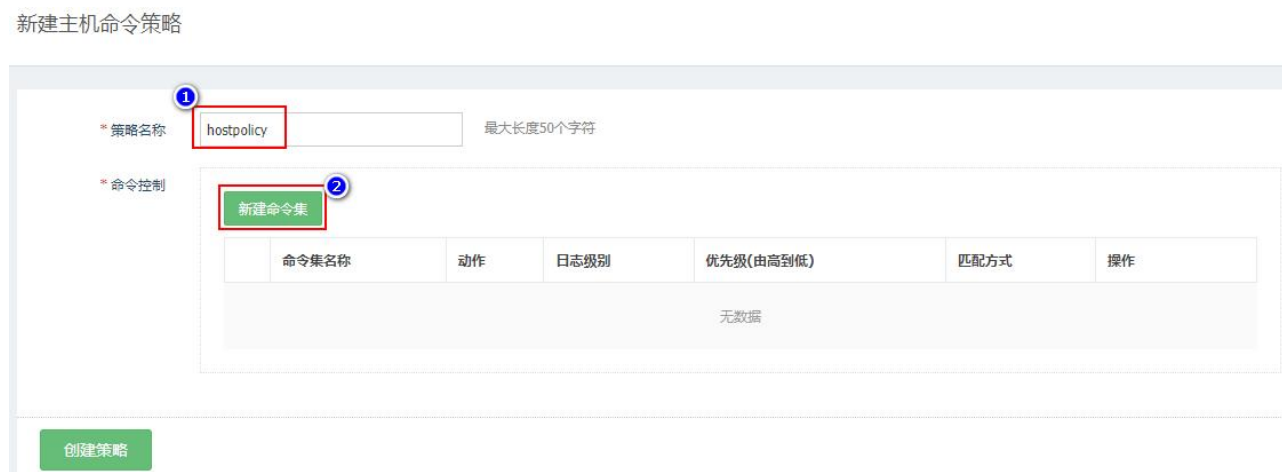 新建主机命令策略
1
* 策略名称 hostpolicy 最大长度50个字符
* 命令控制
2
新建命令集
命令集名称 动作 日志级别 优先级(由高到低) 匹配方式 操作
无数据
创建策略